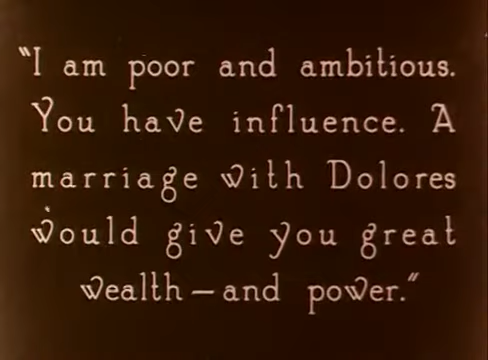 "I am poor and ambitious.
You have influence. A
marriage with Dolores
would give you great
wealth — and power."